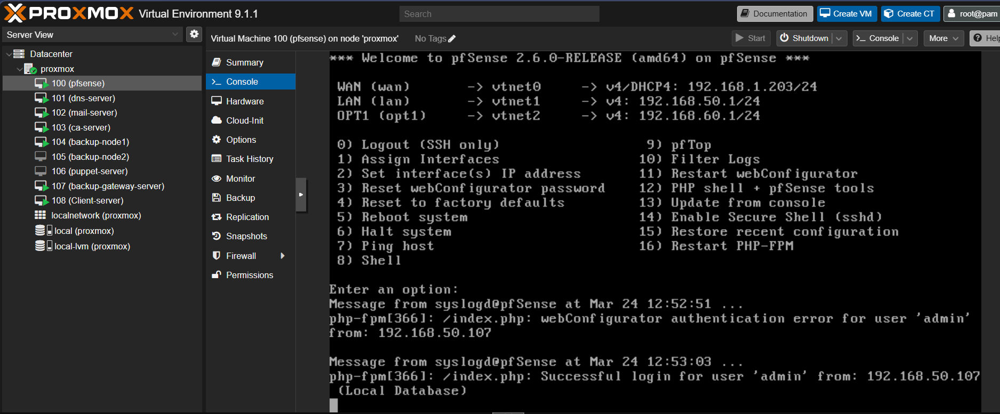 PROXMOX Virtual Environment 9.1.1
Search
Documentation
Create VM
Create CT
root@pam
Server View
Datacenter
proxmox
100 (pfsense)
101 (dns-server)
102 (mail-server)
103 (ca-server)
104 (backup-node1)
105 (backup-node2)
106 (puppet-server)
107 (backup-gateway-server)
108 (Client-server)
localnetwork (proxmox)
local (proxmox)
local-lvm (proxmox)
Virtual Machine 100 (pfsense) on node 'proxmox'
No Tags
Start
Shutdown
Console
More
Help
Summary
Console
Hardware
Cloud-Init
Options
Task History
Monitor
Backup
Replication
Snapshots
Firewall
Permissions
*** Welcome to pfSense 2.6.0-RELEASE (amd64) on pfSense ***
WAN (wan) -> vtnet0 -> v4/DHCP4: 192.168.1.203/24
LAN (lan) -> vtnet1 -> v4: 192.168.50.1/24
OPT1 (opt1) -> vtnet2 -> v4: 192.168.60.1/24
0) Logout (SSH only) 9) pfTop
1) Assign Interfaces 10) Filter Logs
2) Set interface(s) IP address 11) Restart webConfigurator
3) Reset webConfigurator password 12) PHP shell + pfSense tools
4) Reset to factory defaults 13) Update from console
5) Reboot system 14) Enable Secure Shell (sshd)
6) Halt system 15) Restore recent configuration
7) Ping host 16) Restart PHP-FPM
8) Shell
Enter an option:
Message from syslogd@pfSense at Mar 24 12:52:51 ...
php-fpm[366]: /index.php: webConfigurator authentication error for user 'admin'
from: 192.168.50.107
Message from syslogd@pfSense at Mar 24 12:53:03 ...
php-fpm[366]: /index.php: Successful login for user 'admin' from: 192.168.50.107
(Local Database)